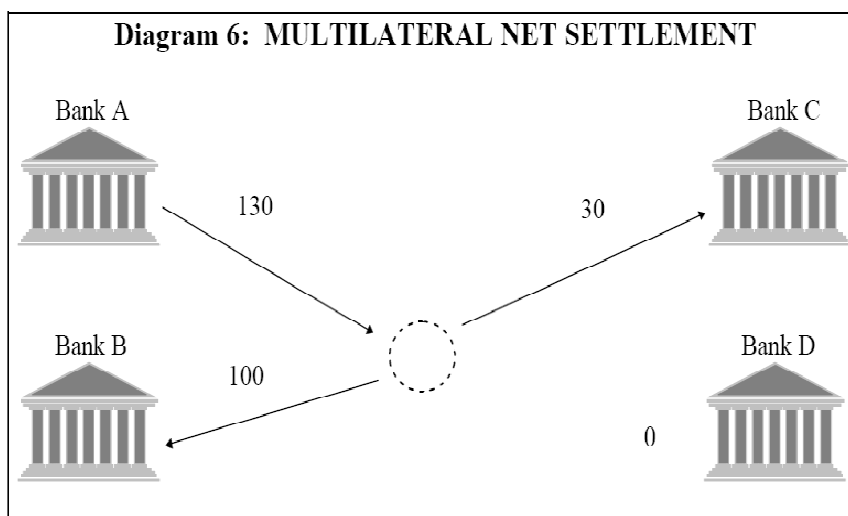 Diagram 6: MULTILATERAL NET SETTLEMENT
Bank A
Bank C
130
30
Bank B
Bank D
100
0